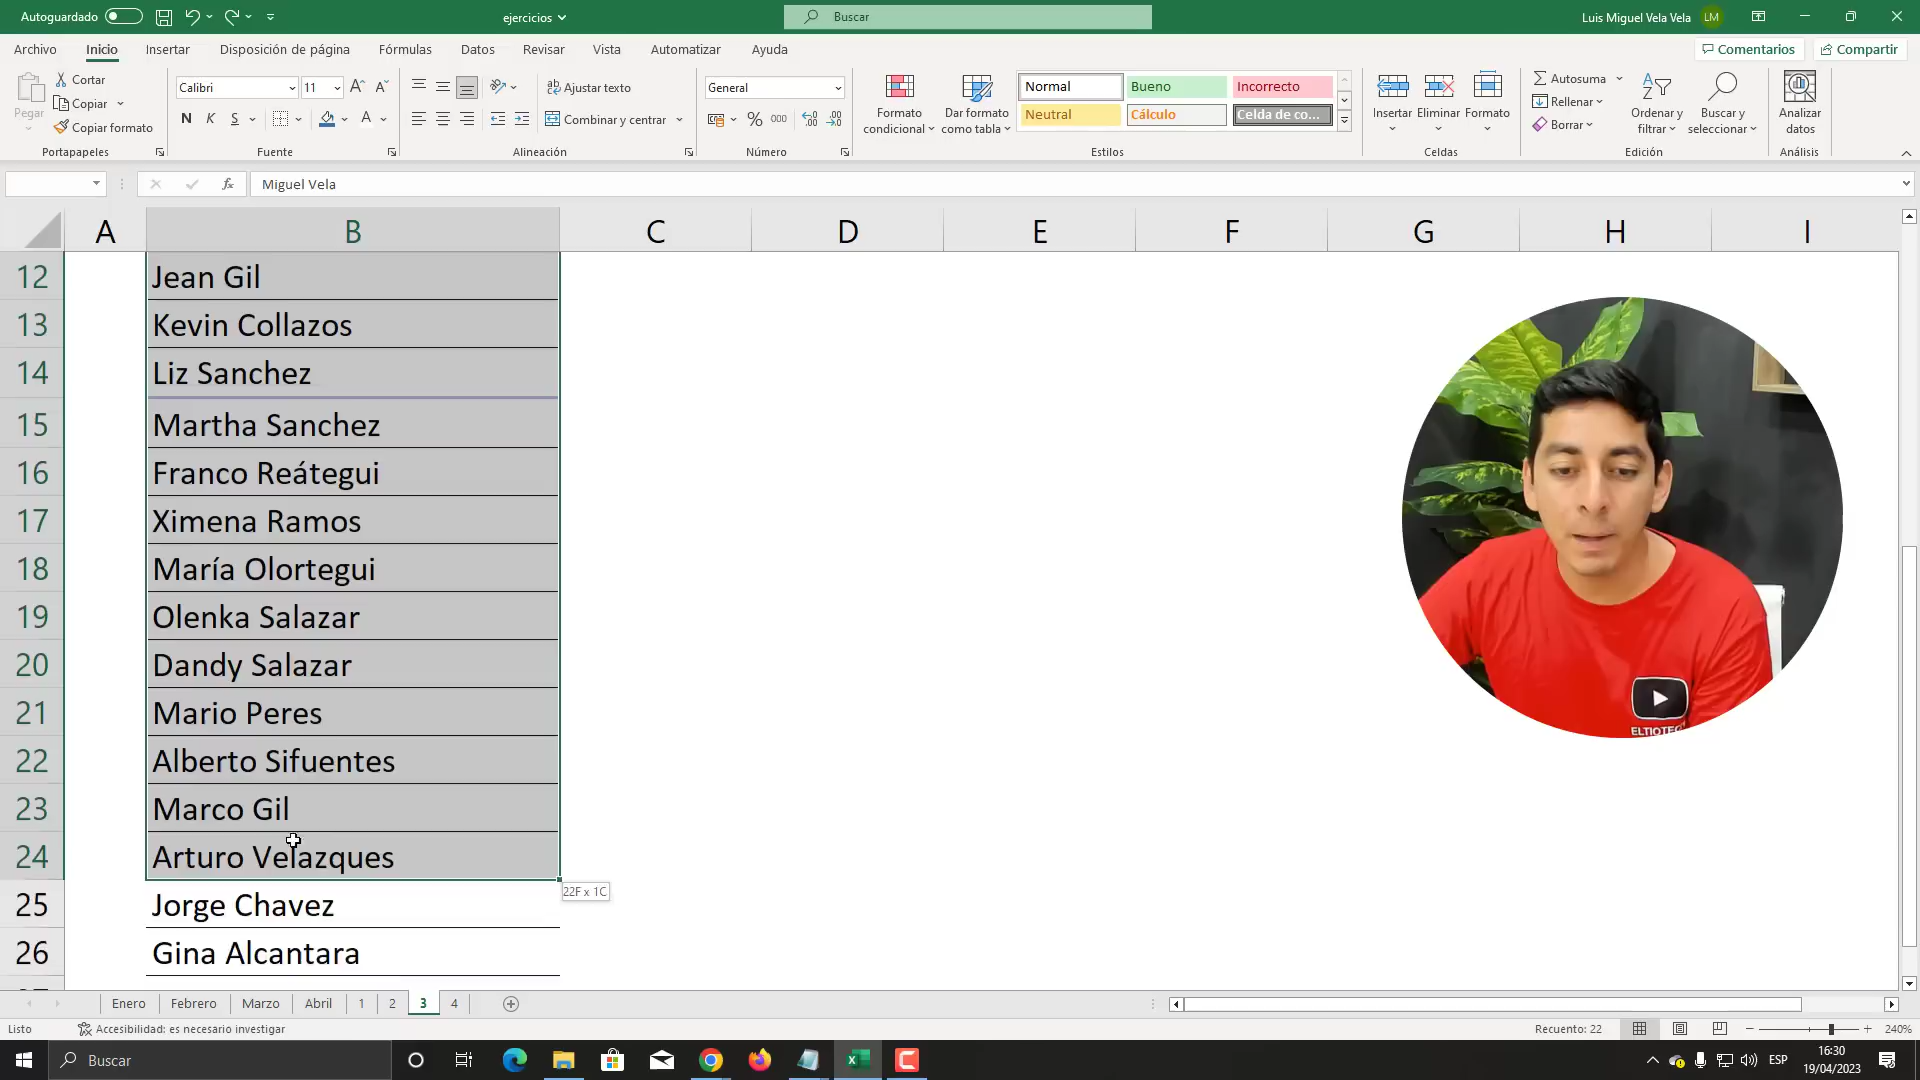 Autoguardado
ejercicios
Buscar
Luis Miguel Vela Vela
LM
Archivo
Inicio
Insertar
Disposición de página
Fórmulas
Datos
Revisar
Vista
Automatizar
Ayuda
Comentarios
Compartir
Pegar
Cortar
Copiar
Copiar formato
Portapapeles
Calibri
11
N
K
S
Fuente
Ajustar texto
Combinar y centrar
Alineación
General
%
000
Número
Formato
condicional
Dar formato
como tabla
Normal
Bueno
Incorrecto
Neutral
Cálculo
Celda de co...
Estilos
Insertar
Eliminar
Formato
Celdas
Autosuma
Rellenar
Borrar
Ordenar y
filtrar
Buscar y
seleccionar
Edición
Analizar
datos
Análisis
fx
Miguel Vela
A
B
C
D
E
F
G
H
I
12 Jean Gil
13 Kevin Collazos
14 Liz Sanchez
15 Martha Sanchez
16 Franco Reátegui
17 Ximena Ramos
18 María Olortegui
19 Olenka Salazar
20 Dandy Salazar
21 Mario Peres
22 Alberto Sifuentes
23 Marco Gil
24 Arturo Velazques
22F x 1C
25 Jorge Chavez
26 Gina Alcantara
ELTIOTEC
Enero
Febrero
Marzo
Abril
1
2
3
4
Listo
Accesibilidad: es necesario investigar
Recuento: 22
240%
Buscar
ESP
16:30
19/04/2023